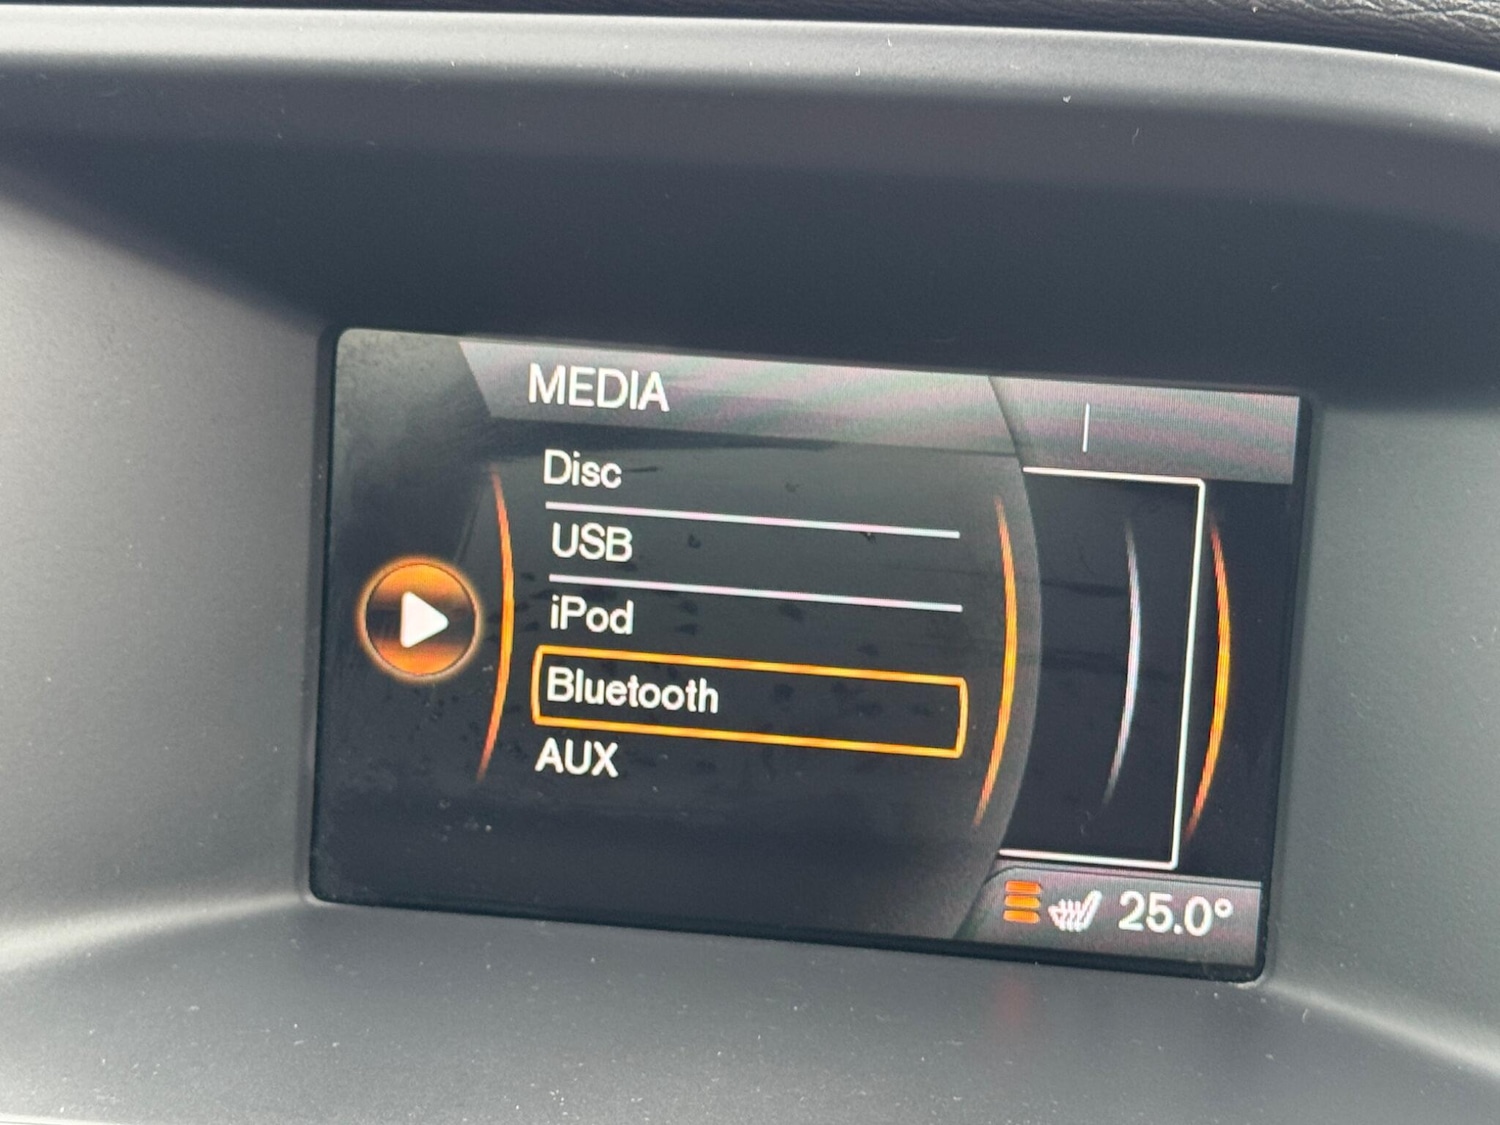 MEDIA
Disc
USB
iPod
Bluetooth
AUX
25.0°